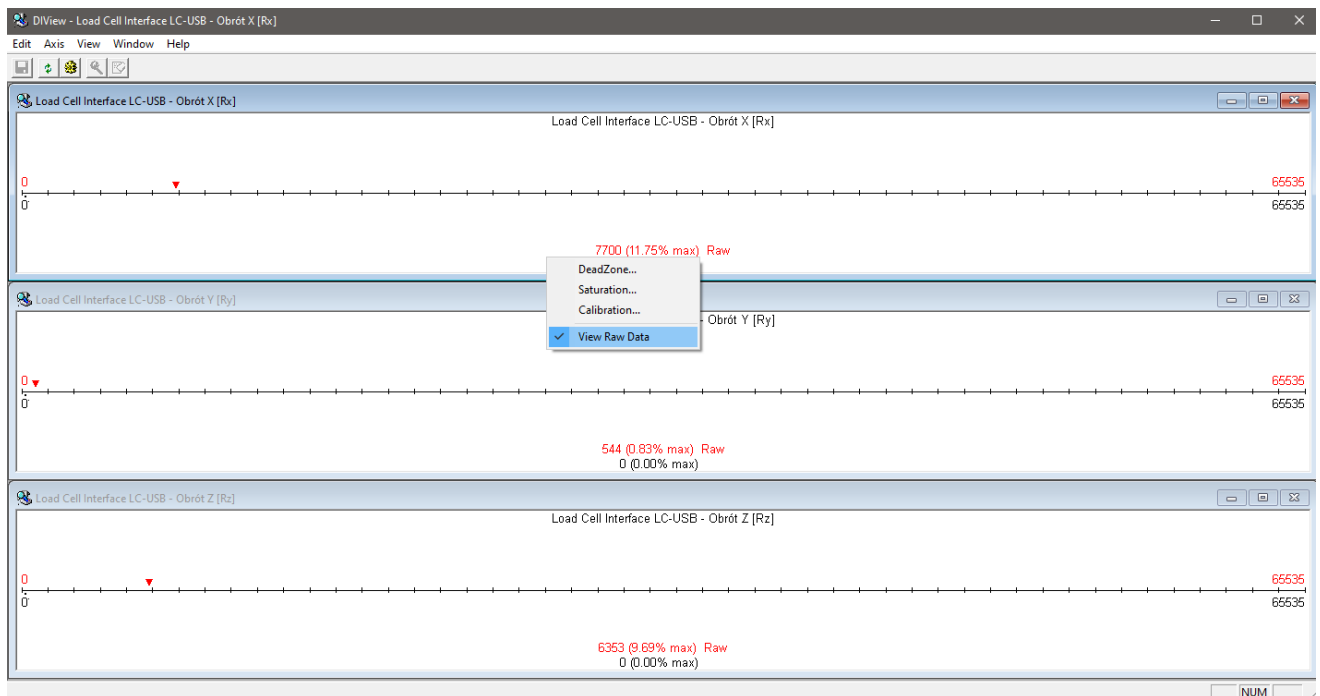 DIView - Load Cell Interface LC-USB - Obrót X [Rx]
Edit Axis View Window Help
Load Cell Interface LC-USB - Obrót X [Rx]
Load Cell Interface LC-USB - Obrót X [Rx]
0 65535
0 65535
7700 (11.75% max) Raw
DeadZone...
Saturation...
Calibration...
View Raw Data
Load Cell Interface LC-USB - Obrót Y [Ry]
- Obrót Y [Ry]
0 65535
0 65535
544 (0.83% max) Raw
0 (0.00% max)
Load Cell Interface LC-USB - Obrót Z [Rz]
Load Cell Interface LC-USB - Obrót Z [Rz]
0 65535
0 65535
6353 (9.69% max) Raw
0 (0.00% max)
NUM